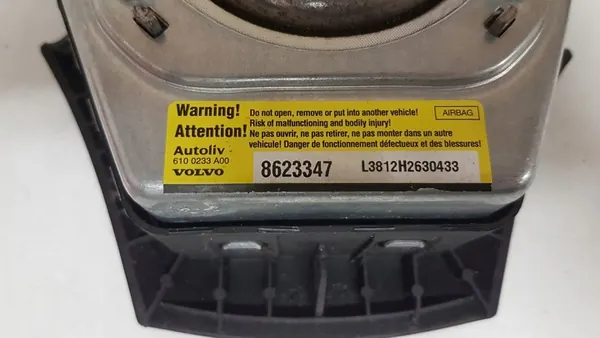 Warning! Do not open, remove or put into another vehicle! AIRBAG
Risk of malfunctioning and bodily injury!
Attention! Ne pas ouvrir, ne pas retirer, ne pas monter dans un autre
vehicule! Danger de fonctionnement défectueux et des blessures!
Autoliv
610 0233 A00
VOLVO
8623347 L3812H2630433